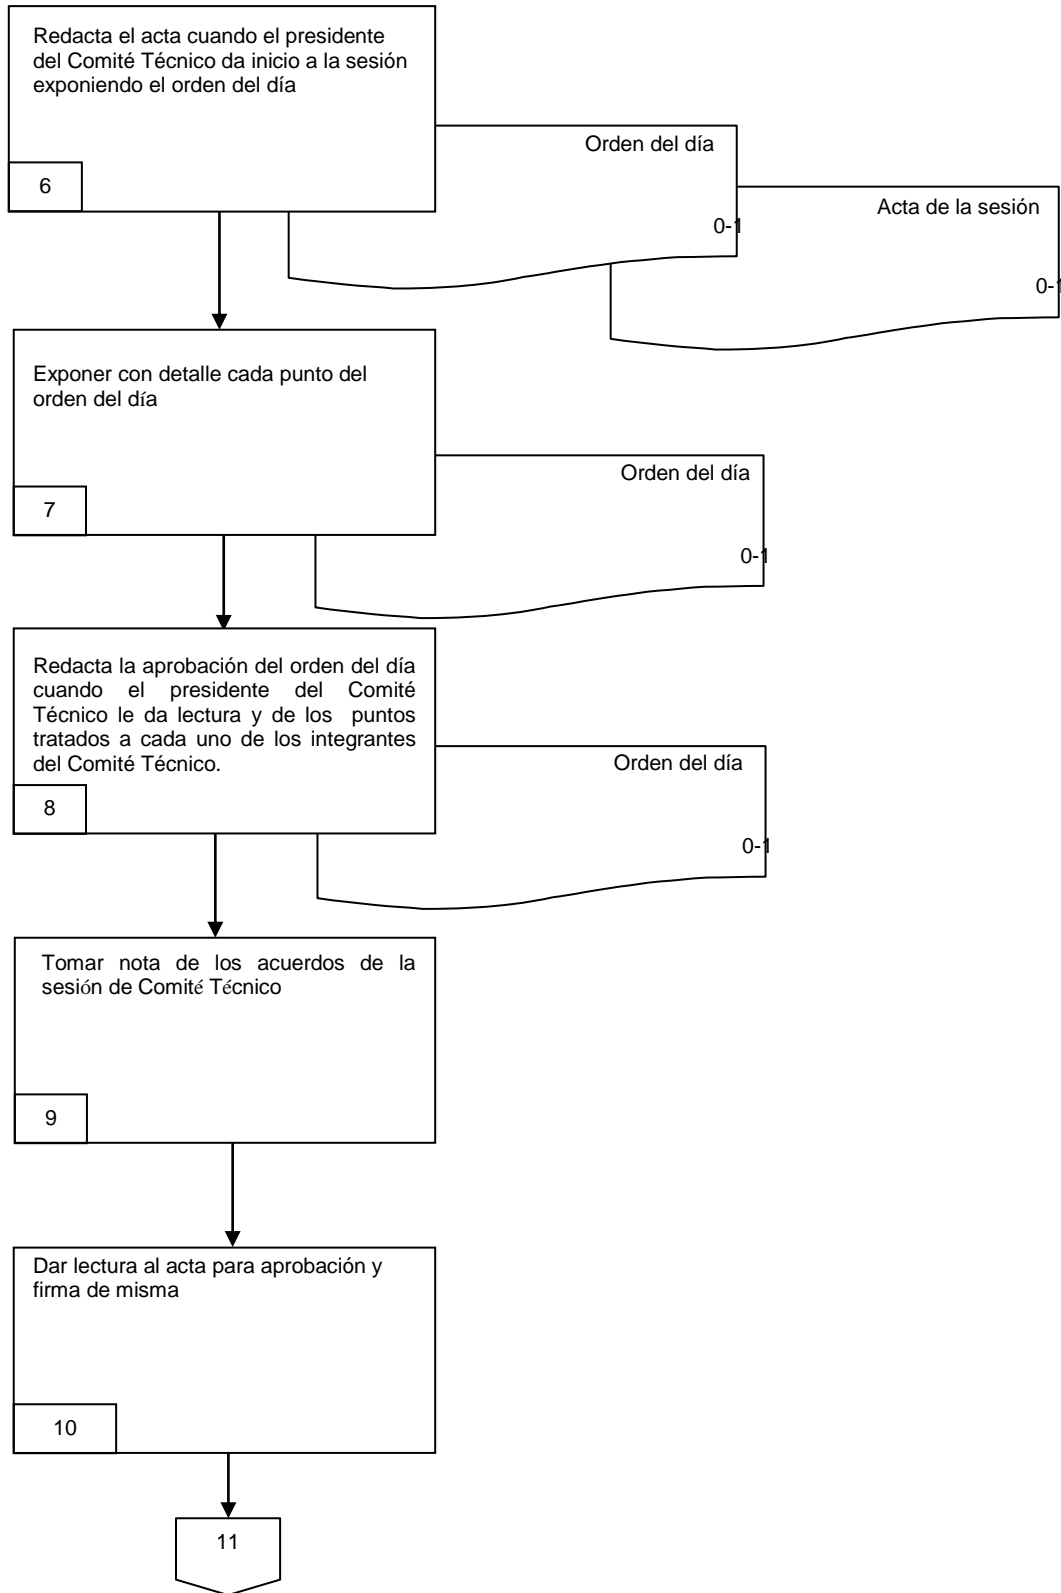 Redacta el acta cuando el presidente
del Comité Técnico da inicio a la sesión
exponiendo el orden del día
6
Orden del día
0-1
Acta de la sesión
0-1
Exponer con detalle cada punto del
orden del día
7
Orden del día
0-1
Redacta la aprobación del orden del día
cuando el presidente del Comité
Técnico le da lectura y de los puntos
tratados a cada uno de los integrantes
del Comité Técnico.
8
Orden del día
0-1
Tomar nota de los acuerdos de la
sesión de Comité Técnico
9
Dar lectura al acta para aprobación y
firma de misma
10
11